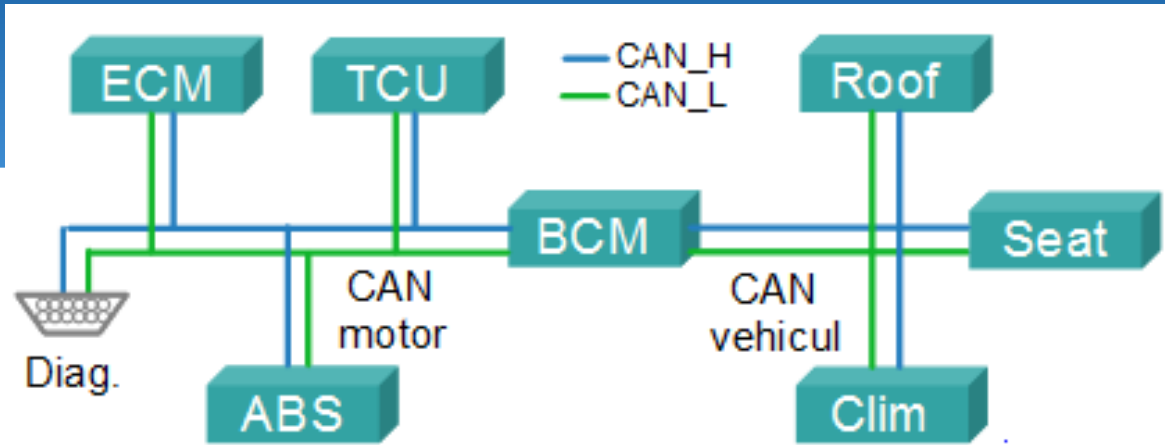 ECM
TCU
CAN_H
CAN_L
Roof
BCM
Seat
CAN
motor
CAN
vehicul
Diag.
ABS
Clim